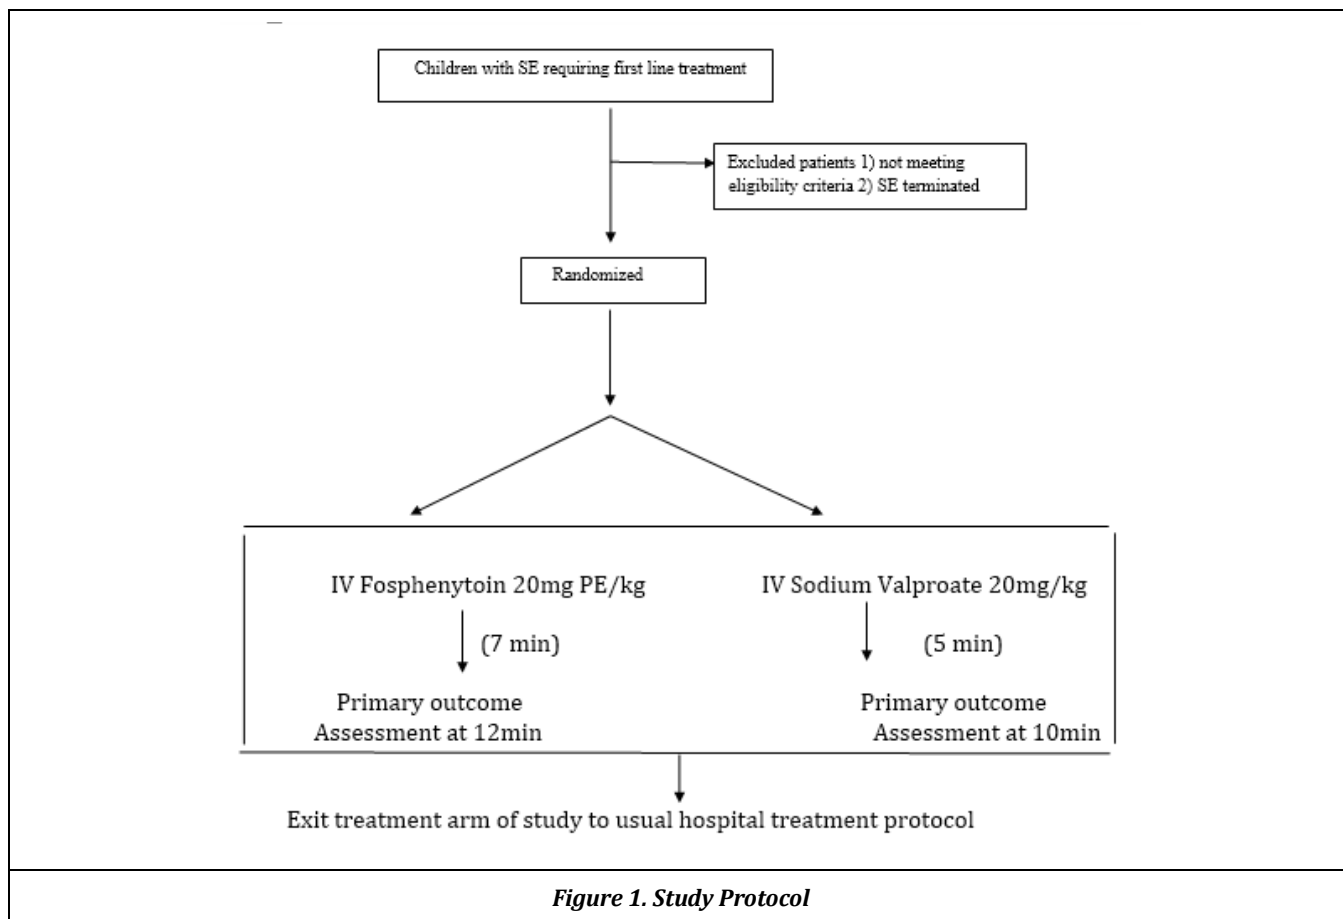 Children with SE requiring first line treatment
Excluded patients 1) not meeting
eligibility criteria 2) SE terminated
Randomized
IV Fosphenytoin 20mg PE/kg
(7 min)
Primary outcome
Assessment at 12min
IV Sodium Valproate 20mg/kg
(5 min)
Primary outcome
Assessment at 10min
Exit treatment arm of study to usual hospital treatment protocol
Figure 1. Study Protocol